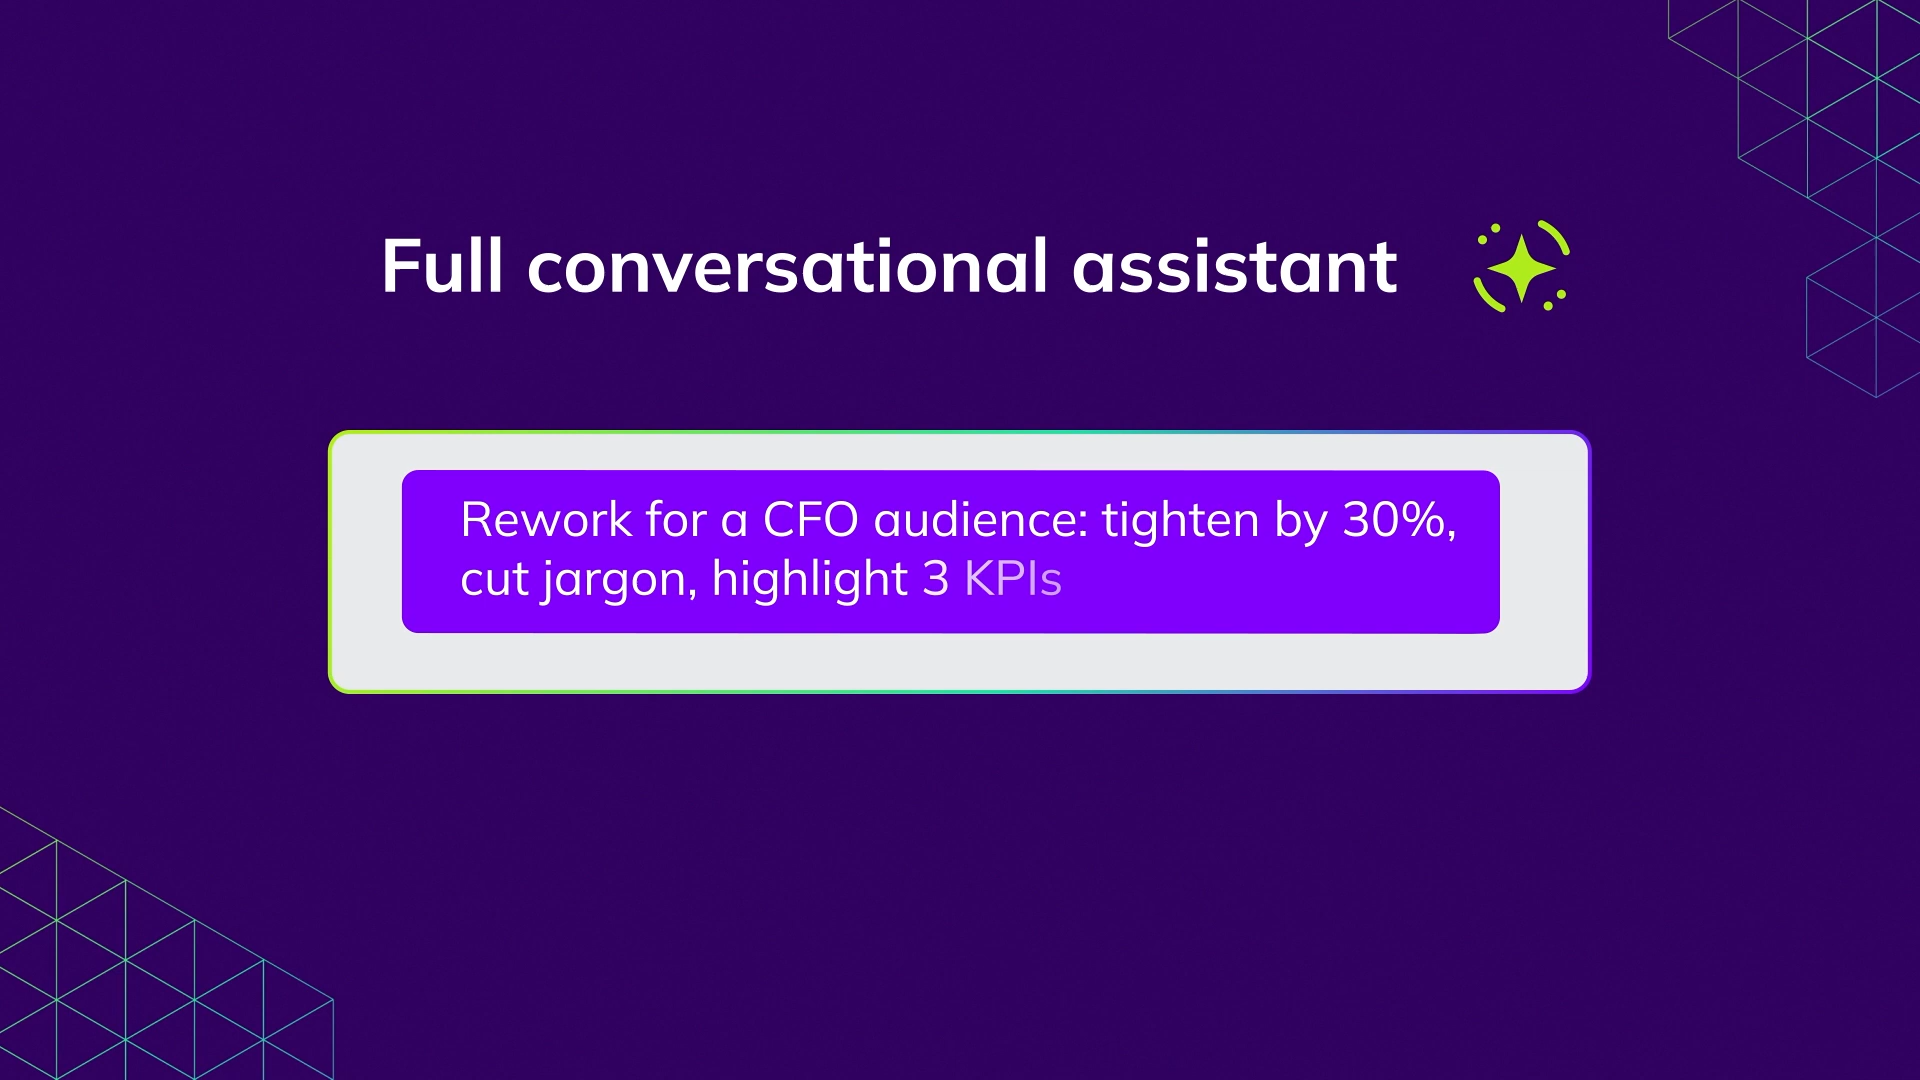 Full conversational assistant
Rework for a CFO audience: tighten by 30%,
cut jargon, highlight 3 KPIs